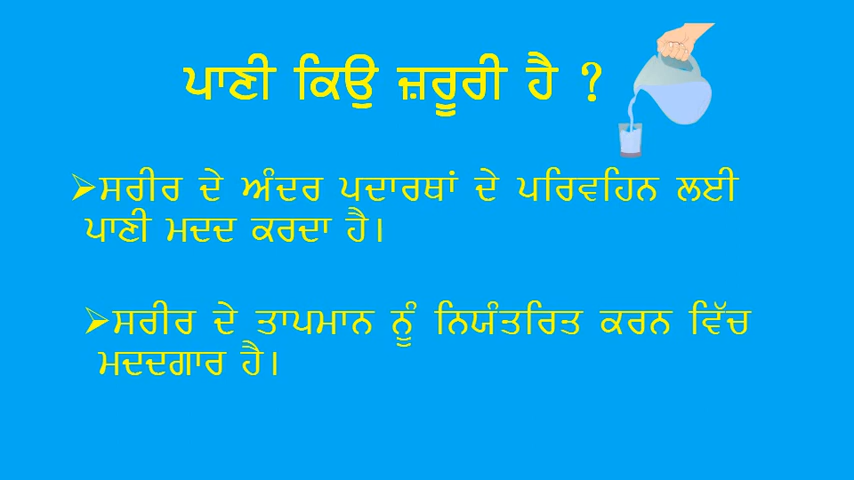 ਪਾਣੀ ਕਿਉ ਜ਼ਰੂਰੀ ਹੈ ?
➢ਸਰੀਰ ਦੇ ਅੰਦਰ ਪਦਾਰਥਾਂ ਦੇ ਪਰਿਵਹਿਨ ਲਈ
ਪਾਣੀ ਮਦਦ ਕਰਦਾ ਹੈ।
➢ਸਰੀਰ ਦੇ ਤਾਪਮਾਨ ਨੂੰ ਨਿਯੰਤਰਿਤ ਕਰਨ ਵਿੱਚ
ਮਦਦਗਾਰ ਹੈ।